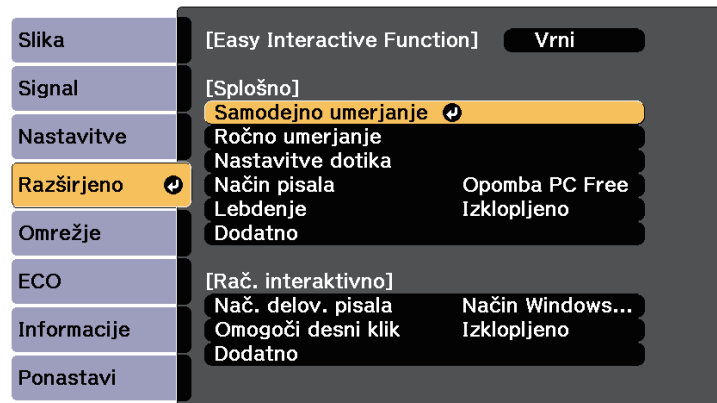 Slika
Signal
Nastavitve
Razširjeno
Omrežje
ECO
Informacije
Ponastavi
[Easy Interactive Function] Vrni
[Splošno]
Samodejno umerjanje
Ročno umerjanje
Nastavitve dotika
Način pisala Opomba PC Free
Lebdenje Izklopljeno
Dodatno
[Rač. interaktivno]
Nač. delov. pisala Način Windows...
Omogoči desni klik Izklopljeno
Dodatno